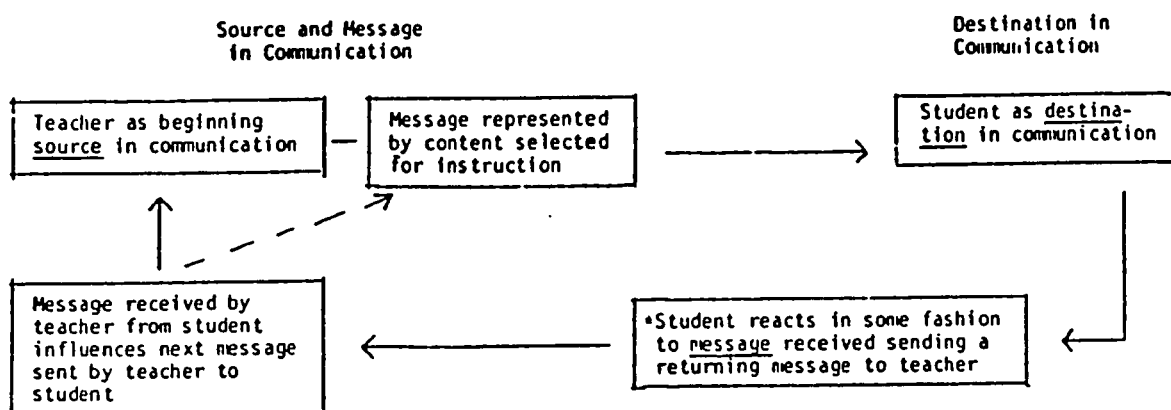 Source and Message
in Communication
Destination in
Communication
Teacher as beginning
source in communication
Message represented
by content selected
for instruction
Student as destina-
tion in communication
Message received by
teacher from student
influences next message
sent by teacher to
student
*Student reacts in some fashion
to message received sending a
returning message to teacher